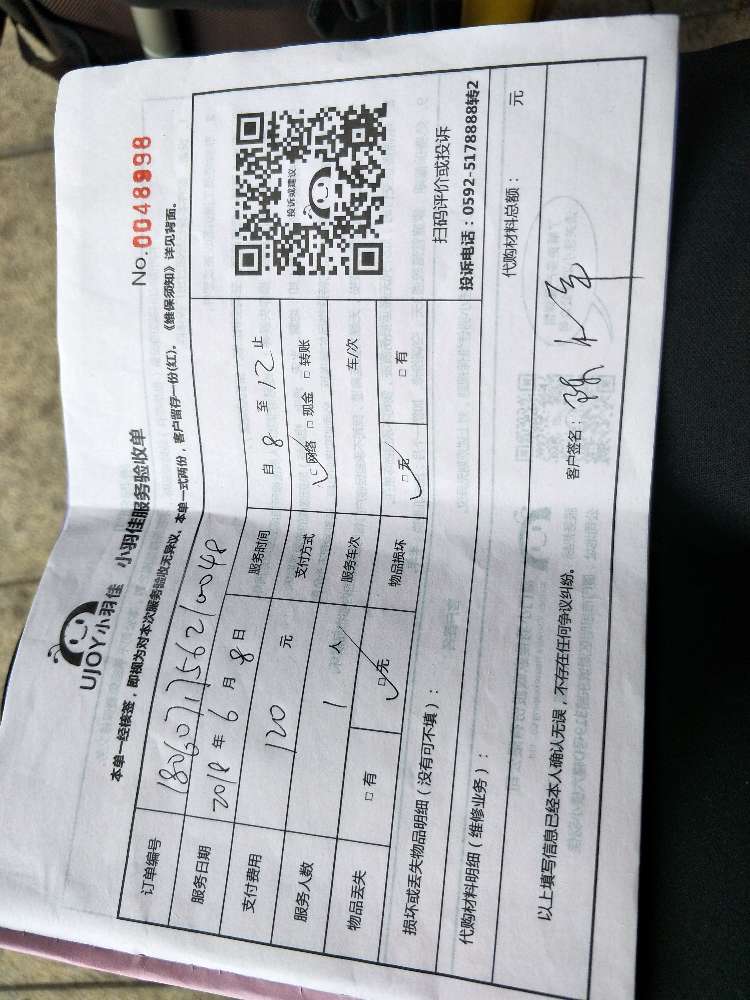 UJOY小羽佳 小羽佳服务验收单
No. 0048998
本单一经核签，即视为对本次服务验收无异议。本单一式两份，客户留存一份(红)。《维保须知》详见背面。
订单编号 1806071756210048
服务日期 2018 年 6 月 8 日 服务时间 自 8 至 12 止
支付费用 120 元 支付方式 □网络 □现金 □转账
服务人数 1 人 服务车次 车/次
物品丢失 □有 □无 物品损坏 □无 □有
投诉或建议
扫码评价或投诉
投诉电话：0592-5178888转2
损坏或丢失物品明细（没有可不填）：
代购材料明细（维修业务）： 代购材料总额： 元
以上填写信息已经本人确认无误，不存在任何争议纠纷。 客户签名：